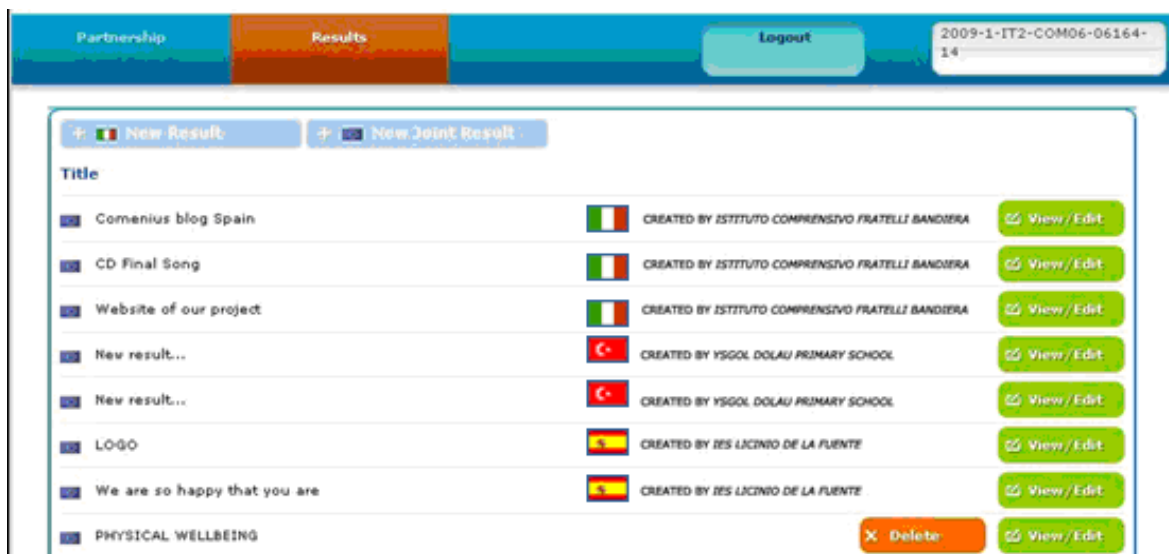 Partnership Results Logout 2009-1-IT2-COM06-06164-
14
+ New Result + New Joint Result
Title
Comenius blog Spain CREATED BY ISTITUTO COMPRENSIVO FRATELLI BANDIERA View/Edit
CD Final Song CREATED BY ISTITUTO COMPRENSIVO FRATELLI BANDIERA View/Edit
Website of our project CREATED BY ISTITUTO COMPRENSIVO FRATELLI BANDIERA View/Edit
New result... CREATED BY YSGOL DOLAU PRIMARY SCHOOL View/Edit
New result... CREATED BY YSGOL DOLAU PRIMARY SCHOOL View/Edit
LOGO CREATED BY IES LICINIO DE LA FUENTE View/Edit
We are so happy that you are CREATED BY IES LICINIO DE LA FUENTE View/Edit
PHYSICAL WELLBEING X Delete View/Edit